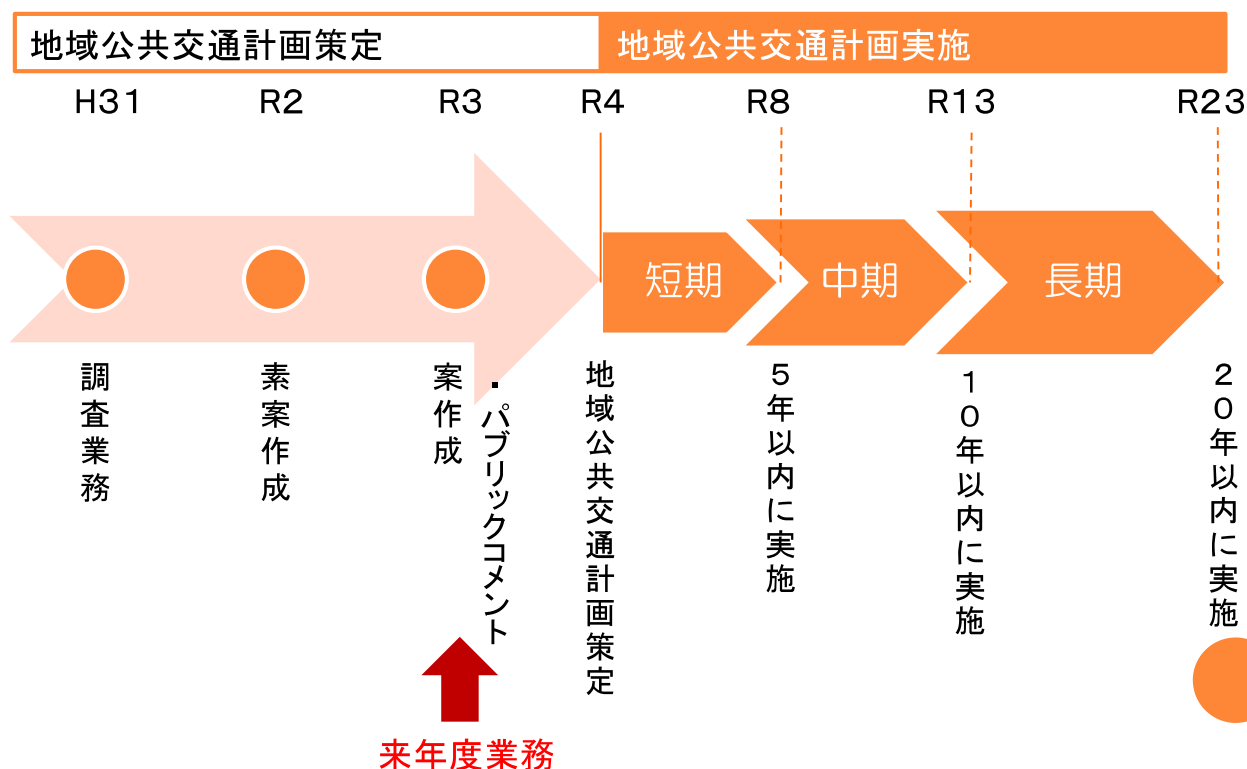 地域公共交通計画策定
地域公共交通計画実施
H31
R2
R3
R4
R8
R13
R23
短期
中期
長期
調査業務
素案作成
案作成
・パブリックコメント
地域公共交通計画策定
５年以内に実施
１０年以内に実施
２０年以内に実施
来年度業務